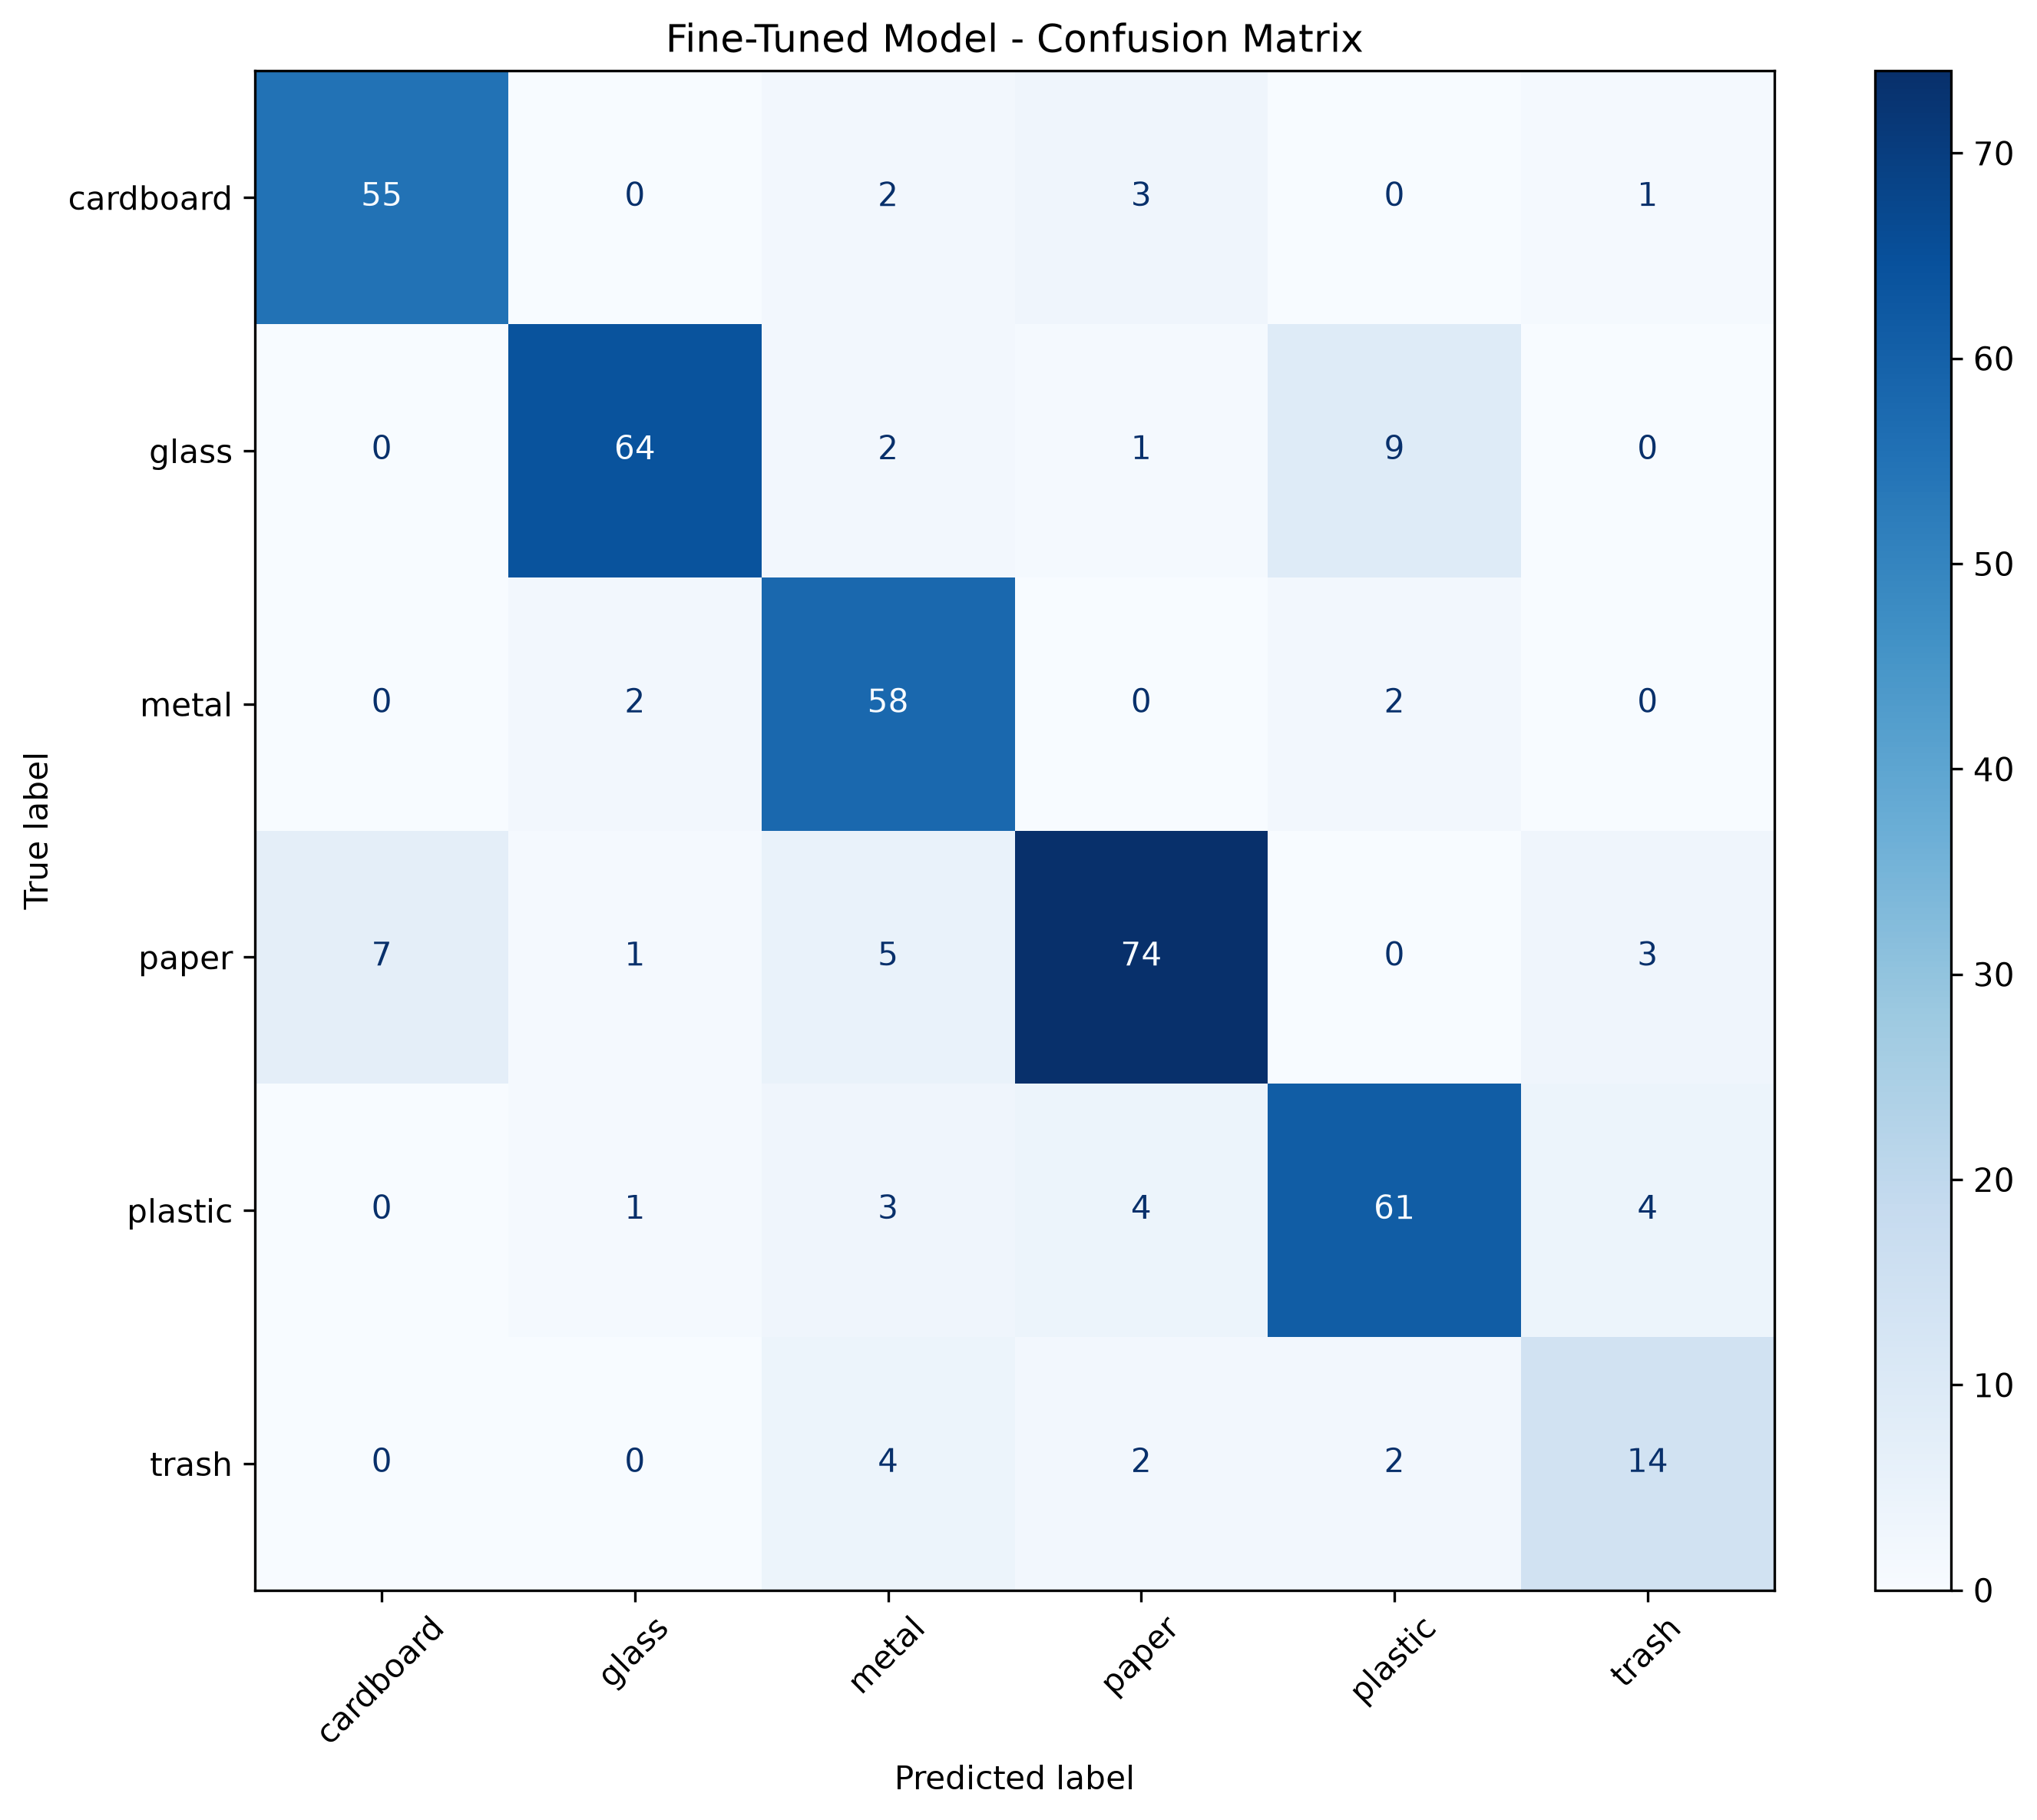 Fine-Tuned Model - Confusion Matrix
cardboard 55 0 2 3 0 1
glass 0 64 2 1 9 0
metal 0 2 58 0 2 0
paper 7 1 5 74 0 3
plastic 0 1 3 4 61 4
trash 0 0 4 2 2 14
True label
cardboard glass metal paper plastic trash
Predicted label
70
60
50
40
30
20
10
0